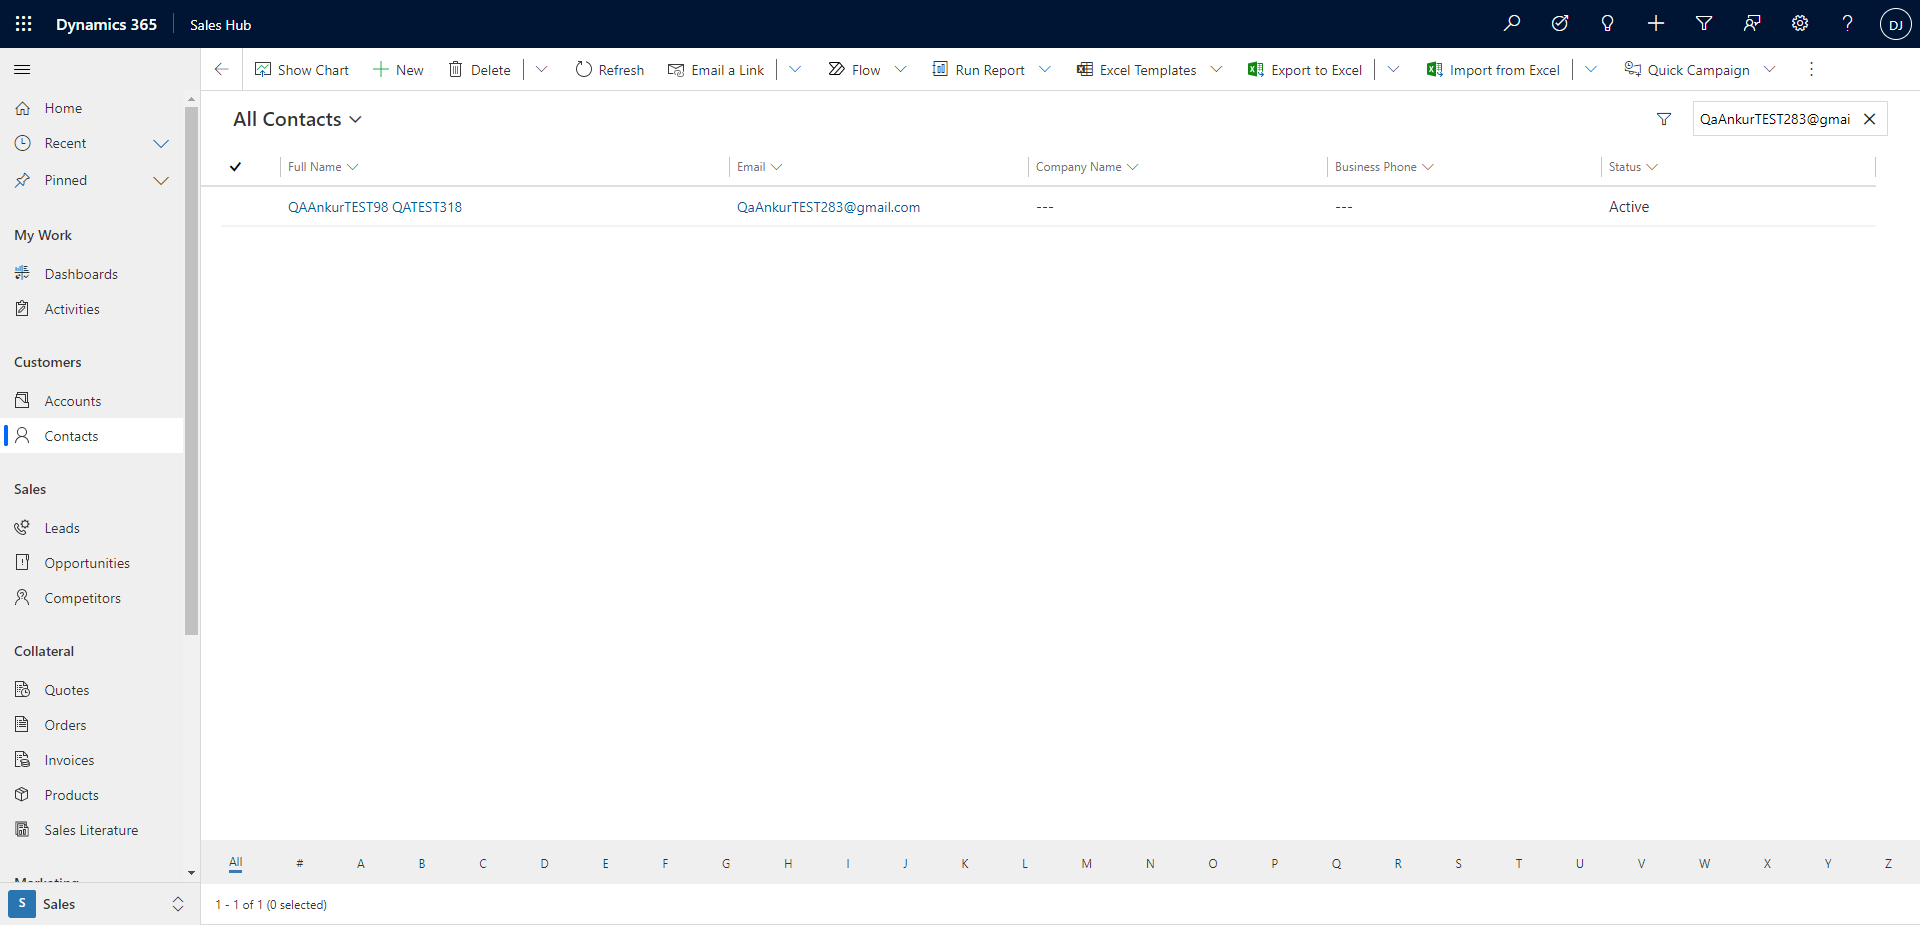 Dynamics 365
Sales Hub
DJ
Show Chart
New
Delete
Refresh
Email a Link
Flow
Run Report
Excel Templates
Export to Excel
Import from Excel
Quick Campaign
Home
Recent
Pinned
My Work
Dashboards
Activities
Customers
Accounts
Contacts
Sales
Leads
Opportunities
Competitors
Collateral
Quotes
Orders
Invoices
Products
Sales Literature
Marketing
S Sales
All Contacts
QaAnkurTEST283@gmai
Full Name Email Company Name Business Phone Status
QAAnkurTEST98 QATEST318 QaAnkurTEST283@gmail.com --- --- Active
All # A B C D E F G H I J K L M N O P Q R S T U V W X Y Z
1 - 1 of 1 (0 selected)